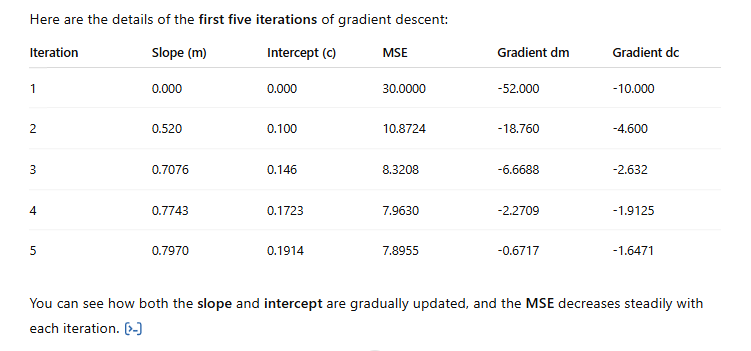 Here are the details of the first five iterations of gradient descent:
Iteration Slope (m) Intercept (c) MSE Gradient dm Gradient dc
1 0.000 0.000 30.0000 -52.000 -10.000
2 0.520 0.100 10.8724 -18.760 -4.600
3 0.7076 0.146 8.3208 -6.6688 -2.632
4 0.7743 0.1723 7.9630 -2.2709 -1.9125
5 0.7970 0.1914 7.8955 -0.6717 -1.6471
You can see how both the slope and intercept are gradually updated, and the MSE decreases steadily with
each iteration. [>-]